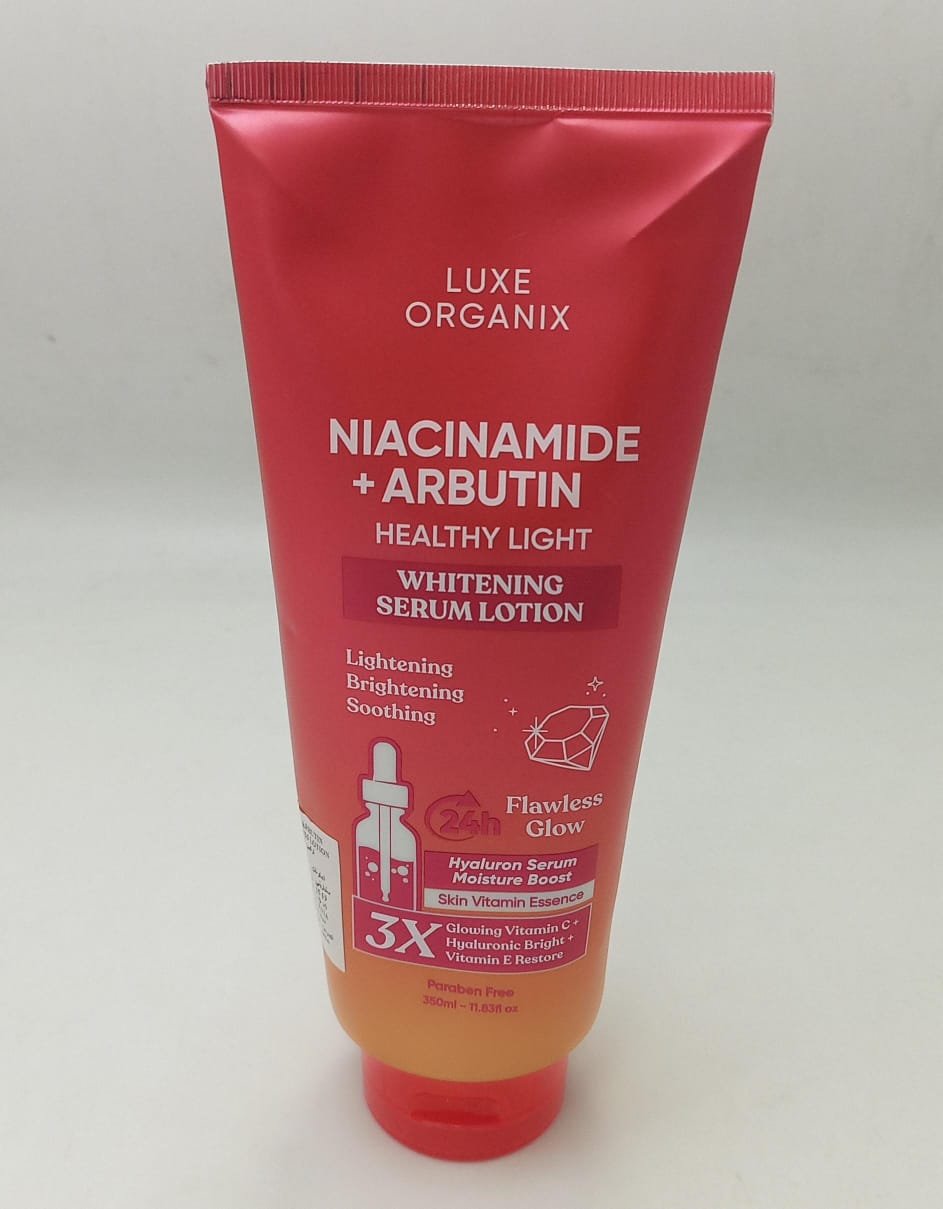 LUXE
ORGANIX
NIACINAMIDE
+ ARBUTIN
HEALTHY LIGHT
WHITENING
SERUM LOTION
Lightening
Brightening
Soothing
24h
Flawless
Glow
Hyaluron Serum
Moisture Boost
Skin Vitamin Essence
3X
Glowing Vitamin C +
Hyaluronic Bright +
Vitamin E Restore
Paraben Free
350ml - 11.83fl oz
LOTION